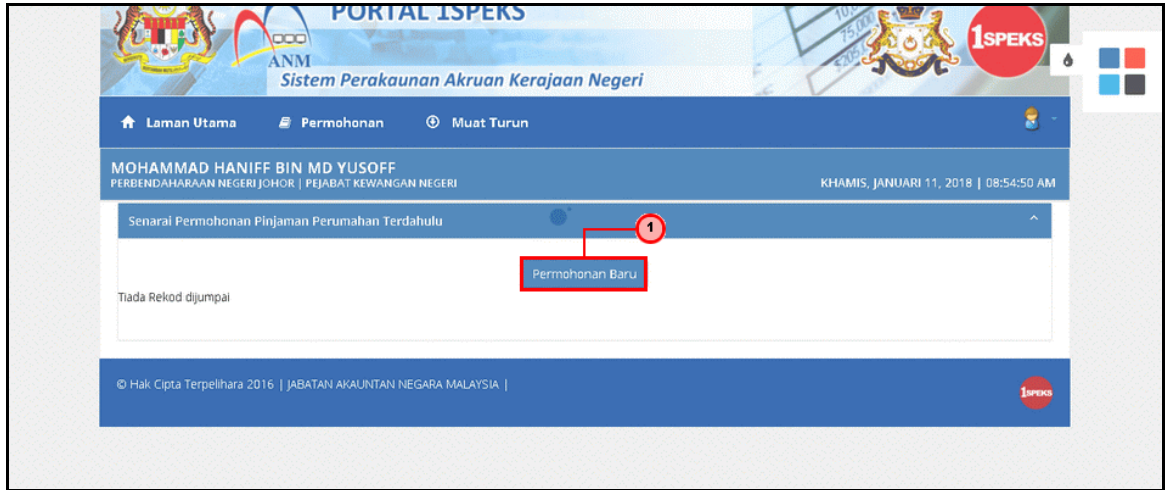 PORTAL 1SPEKS
ANM
Sistem Perakaunan Akruan Kerajaan Negeri
1SPEKS
Laman Utama Permohonan Muat Turun
MOHAMMAD HANIFF BIN MD YUSOFF
PERBENDAHARAAN NEGERI JOHOR | PEJABAT KEWANGAN NEGERI
KHAMIS, JANUARI 11, 2018 | 08:54:50 AM
Senarai Permohonan Pinjaman Perumahan Terdahulu
1
Permohonan Baru
Tiada Rekod dijumpai
© Hak Cipta Terpelihara 2016 | JABATAN AKAUNTAN NEGARA MALAYSIA |
1SPEKS